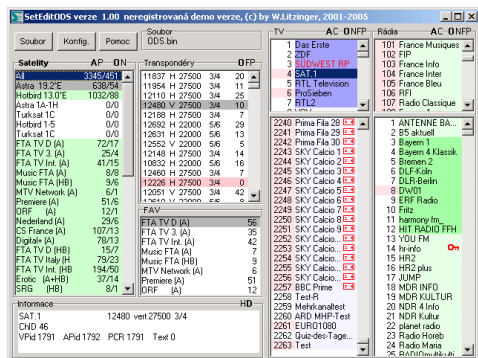 SetEditODS verze 1.00 neregistrovaná demo verze, (c) by W.Litzinger, 2001-2005
Soubor
Konfig.
Pomoc
Soubor
ODS.bin
Satelity AP ON
All 3345/451
Astra 19.2°E 638/54
Hotbird 13.0°E 1032/88
Astra 1A-1H 0/0
Turksat 1C 0/0
Hotbird 1-5 0/0
Turksat 1C 0/0
FTA TV D (A) 72/17
FTA TV 3. (A) 25/4
FTA TV Int. (A) 41/15
Music FTA (A) 8/8
Music FTA (HB) 9/6
MTV Network (A) 6/1
Premiere (A) 51/6
ORF (A) 12/1
Nederland (A) 29/6
CS France (A) 107/13
Digital+ (A) 78/13
FTA TV D (HB) 15/7
FTA TV Italy (H 79/23
FTA TV Int. (HB 194/50
Erotic (A+HB) 37/14
SRG (HB) 8/1
Transpondéry 0FP
11837 H 27500 3/4 20
11954 H 27500 3/4 11
12110 H 27500 3/4 25
12480 V 27500 3/4 10
12188 H 27500 3/4 7
12692 H 22000 5/6 29
12631 H 22000 5/6 13
12552 V 22000 5/6 5
12148 H 27500 3/4 14
10832 H 22000 5/6 16
12460 H 27500 3/4 7
12226 H 27500 3/4 0
12051 V 27500 3/4 42
FAV
FTA TV D (A) 56
FTA TV 3. (A) 35
FTA TV Int. (A) 42
Music FTA (A) 7
Music FTA (HB) 9
MTV Network (A) 6
Premiere (A) 51
ORF (A) 12
Informace HD
SAT.1 12480 vert 27500 3/4
ChID 46
VPid 1791 APid 1792 PCR 1791 Text 0
TV AC ONFP
1 Das Erste
2 ZDF
3 SÜDWEST RP
4 SAT.1
5 RTL Television
6 ProSieben
7 RTL2
2240 Prima Fila 28
2241 Prima Fila 29
2242 Prima Fila 30
2243 SKY Calcio 1
2244 SKY Calcio 2
2245 SKY Calcio 3
2246 SKY Calcio 4
2247 SKY Calcio 5
2248 SKY Calcio 6
2249 SKY Calcio 7
2250 SKY Calcio 8
2251 SKY Calcio 9
2252 SKY Calcio...
2253 SKY Calcio...
2254 SKY Calcio...
2255 SKY Calcio...
2256 SKY Calcio...
2257 BBC Prime
2258 Test-R
2259 Mehrkanaltest
2260 ARD MHP-Test
2261 EURO1080
2262 Quiz-des-Tage...
2263 Test
Rádia AC ONFP
101 France Musiques
102 FIP
103 France Info
104 France Inter
105 France Bleu
106 RFI
107 Radio Classique
1 ANTENNE BA...
2 B5 aktuell
3 Bayern 1
4 Bayern 4 Klassik
5 Bremen 2
6 DLF-Köln
7 DLR-Berlin
8 DW01
9 ERF Radio
10 Fritz
11 harmony fm_
12 HIT RADIO FFH
13 YOU FM
14 hr-info
15 HR2
16 HR2 plus
17 JUMP
18 MDR INFO
19 MDR KULTUR
20 NDR 4 Info
21 NDR Kultur
22 planet radio
23 Radio Horeb
24 Radio Maria
25 RADIOmultikulti